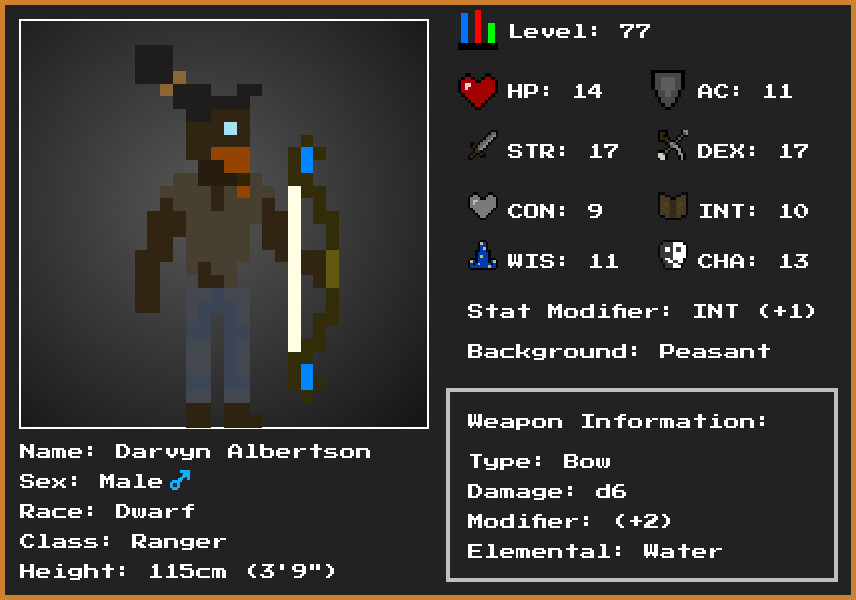 Level: 77
HP: 14
AC: 11
STR: 17
DEX: 17
CON: 9
INT: 10
WIS: 11
CHA: 13
Stat Modifier: INT (+1)
Background: Peasant
Weapon Information:
Type: Bow
Damage: d6
Modifier: (+2)
Elemental: Water
Name: Darvyn Albertson
Sex: Male ♂
Race: Dwarf
Class: Ranger
Height: 115cm (3'9")